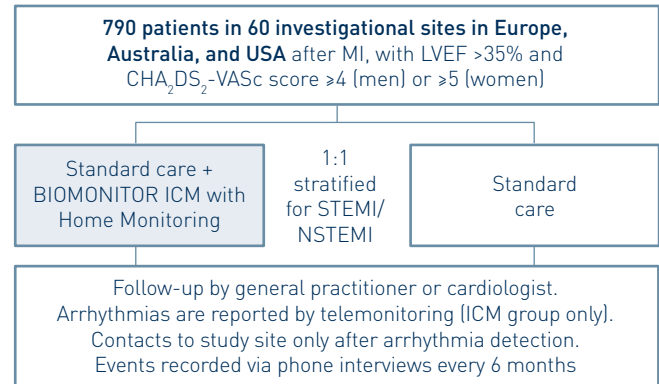 790 patients in 60 investigational sites in Europe,
Australia, and USA after MI, with LVEF >35% and
CHA₂DS₂-VASc score ≥4 (men) or ≥5 (women)
Standard care +
BIOMONITOR ICM with
Home Monitoring
1:1
stratified
for STEMI/
NSTEMI
Standard
care
Follow-up by general practitioner or cardiologist.
Arrhythmias are reported by telemonitoring (ICM group only).
Contacts to study site only after arrhythmia detection.
Events recorded via phone interviews every 6 months